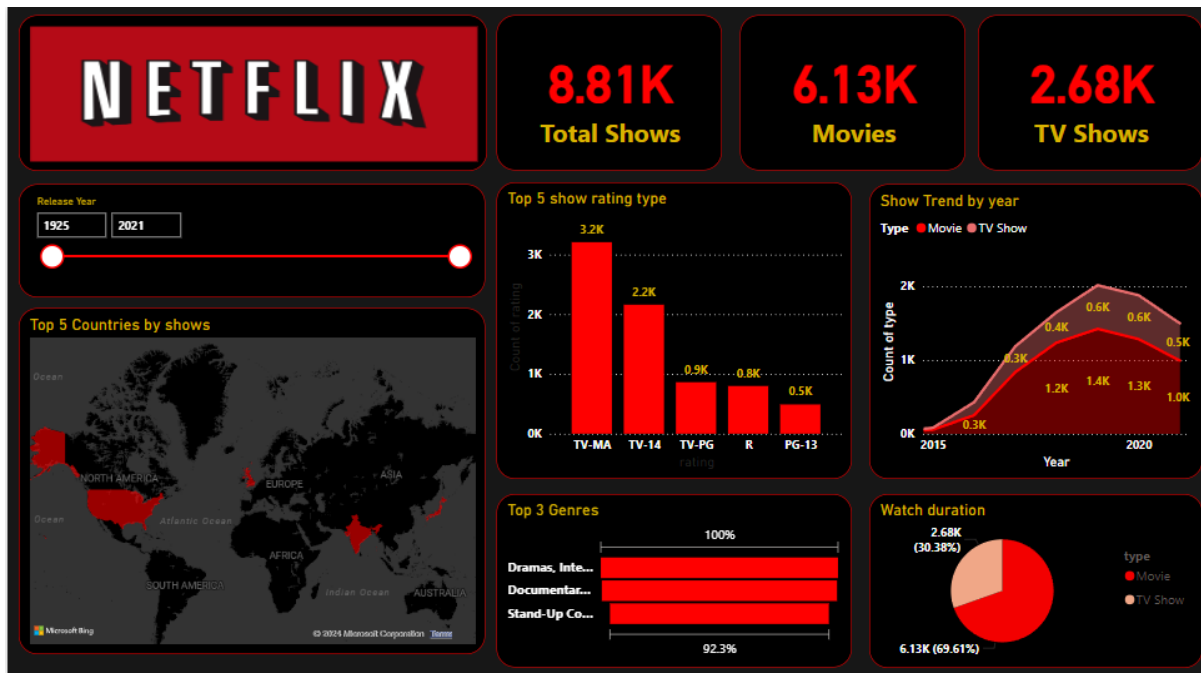 NETFLIX
8.81K
Total Shows
6.13K
Movies
2.68K
TV Shows
Release Year
1925
2021
Top 5 Countries by shows
Ocean
NORTH AMERICA
EUROPE
ASIA
Ocean
Atlantic Ocean
AFRICA
SOUTH AMERICA
Indian Ocean
AUSTRALIA
Microsoft Bing
© 2024 Microsoft Corporation
Terms
Top 5 show rating type
Count of rating
3K
2K
1K
0K
3.2K
2.2K
0.9K
0.8K
0.5K
TV-MA
TV-14
TV-PG
R
PG-13
rating
Show Trend by year
Type Movie TV Show
Count of type
2K
1K
0K
0.3K
0.4K
0.6K
0.6K
0.5K
0.3K
1.2K
1.4K
1.3K
1.0K
2015
2020
Year
Top 3 Genres
100%
Dramas, Inte...
Documentar...
Stand-Up Co...
92.3%
Watch duration
2.68K
(30.38%)
6.13K (69.61%)
type
Movie
TV Show